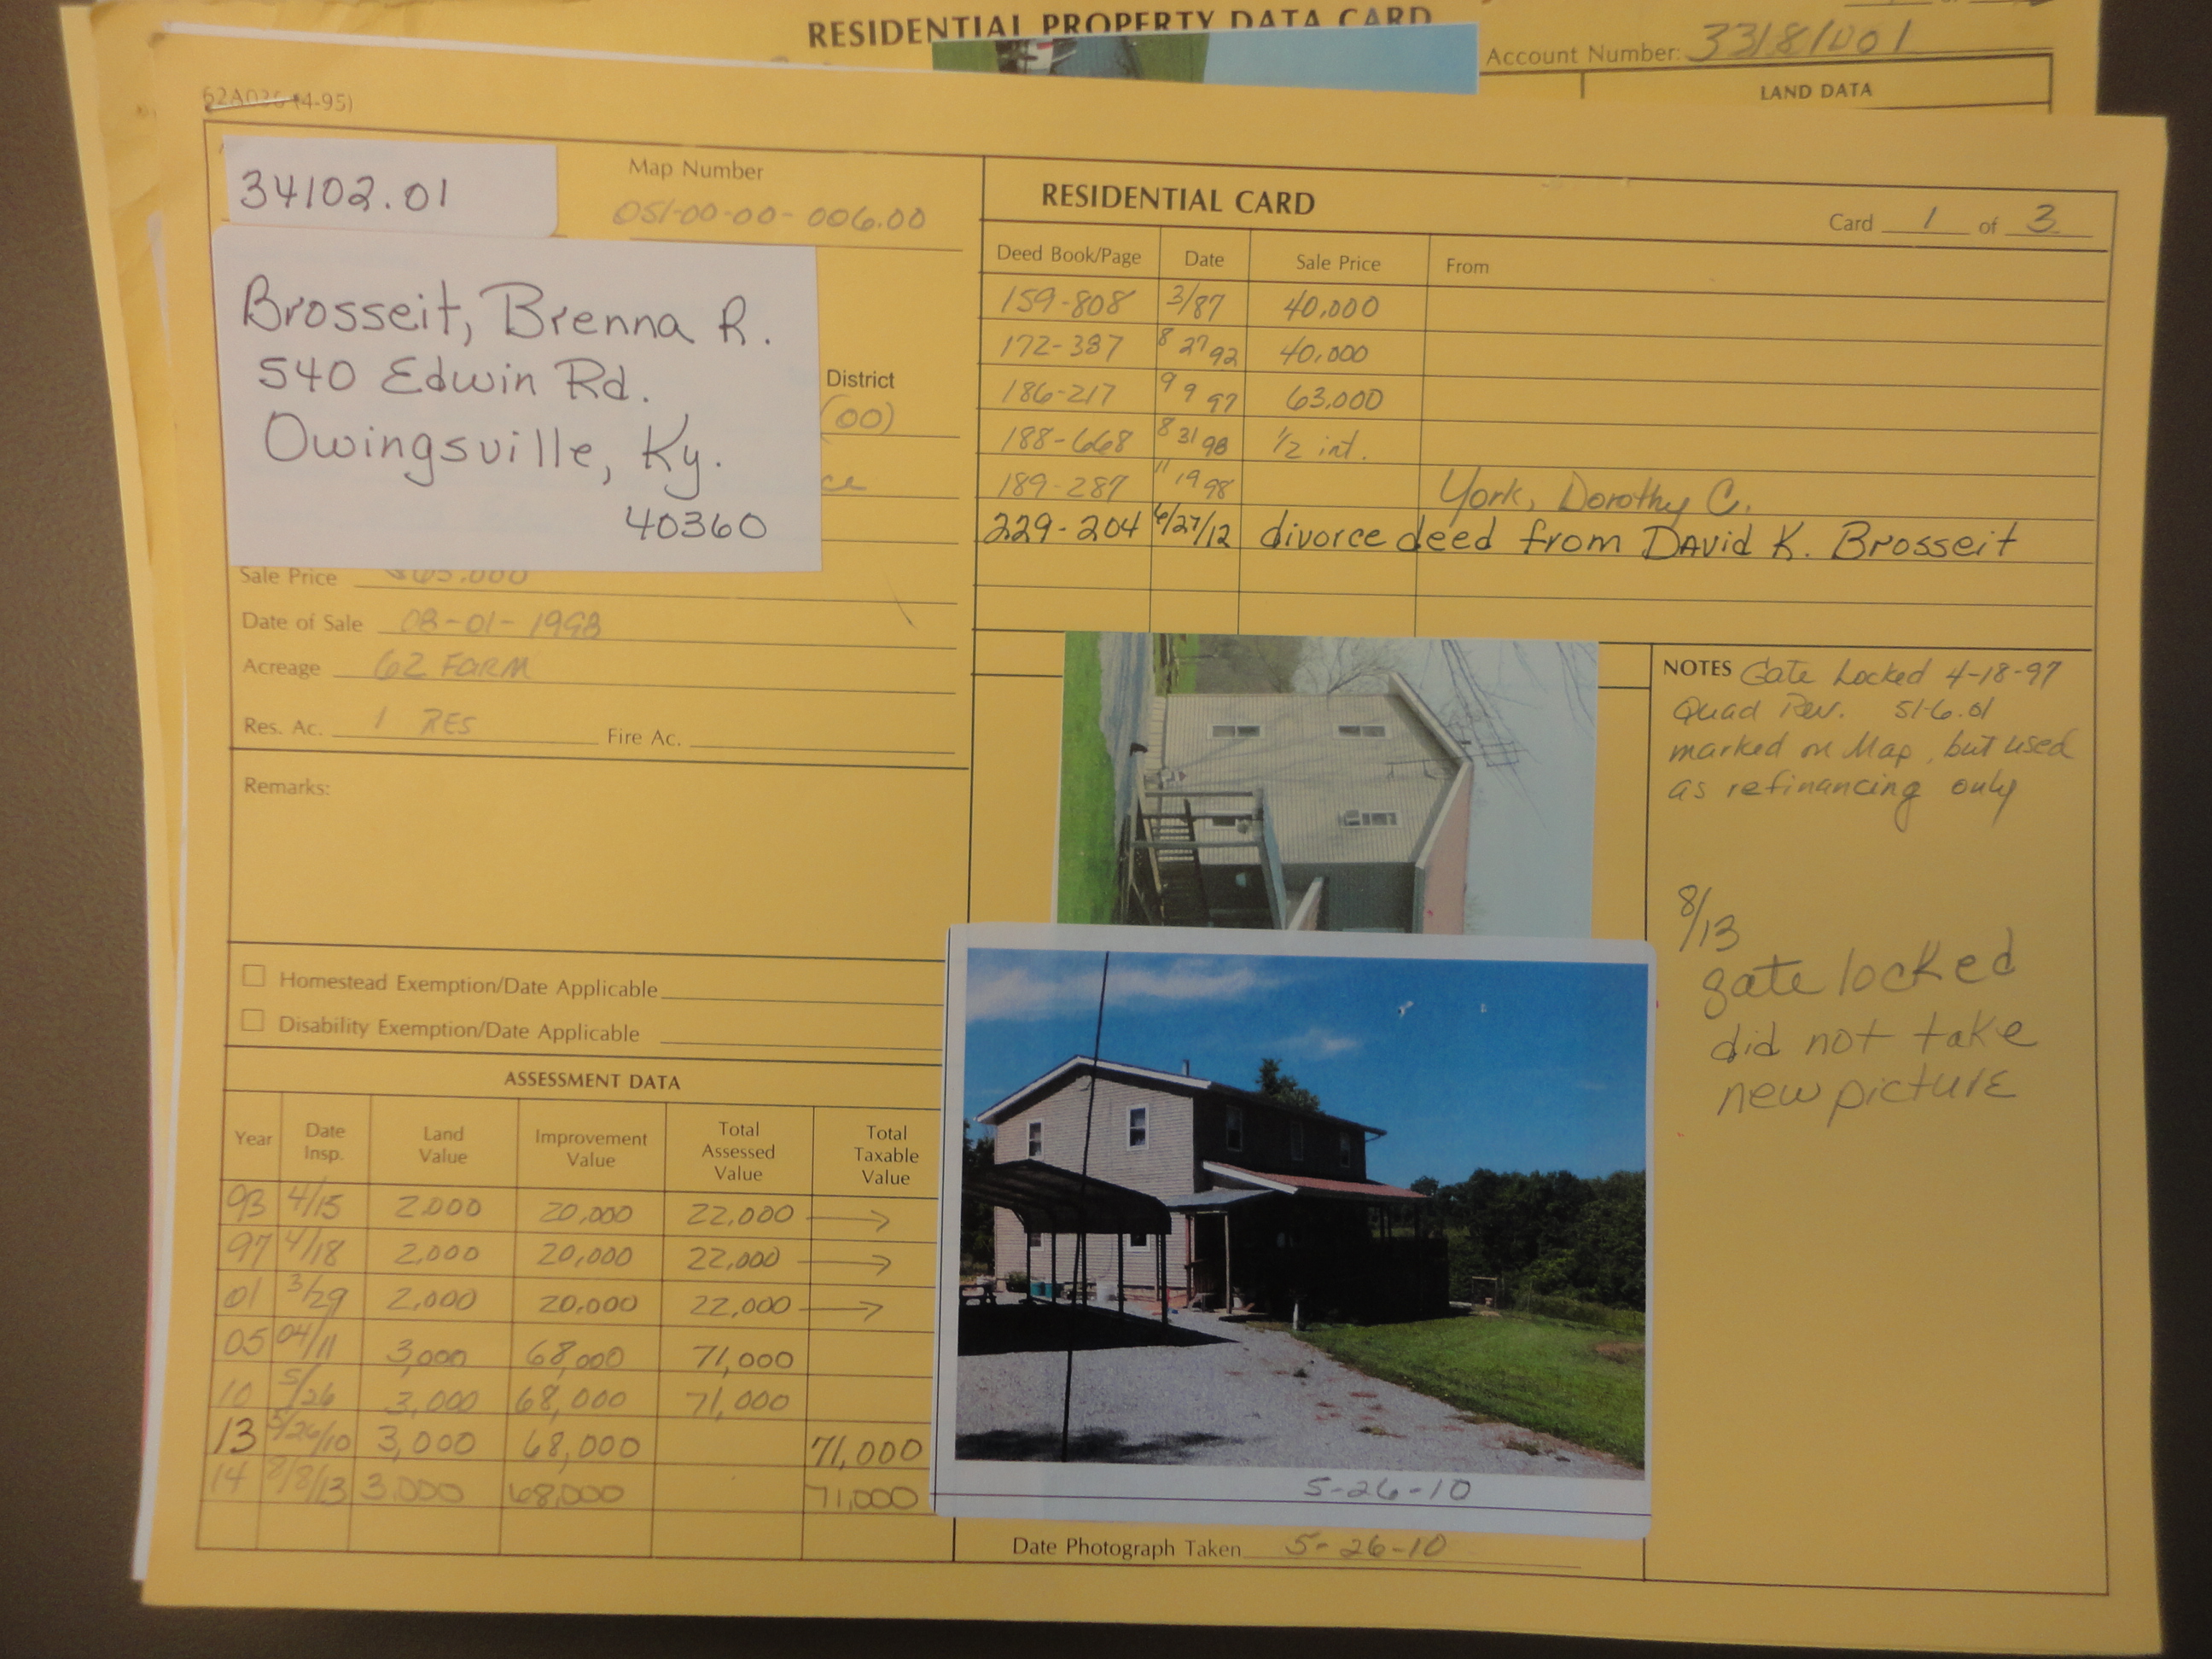 RESIDENTIAL PROPERTY DATA CARD
Account Number: 33181001
LAND DATA
62A036 (4-95)
34102.01
Map Number
051-00-00-006.00
Brosseit, Brenna R.
540 Edwin Rd.
Owingsville, Ky.
40360
District
(00)
Sale Price $65,000
Date of Sale 08-01-1998
Acreage 62 FARM
Res. Ac. 1 RES Fire Ac.
Remarks:
Homestead Exemption/Date Applicable
Disability Exemption/Date Applicable
ASSESSMENT DATA
Year Date Insp. Land Value Improvement Value Total Assessed Value Total Taxable Value
93 4/15 2,000 20,000 22,000 →
97 4/18 2,000 20,000 22,000 →
01 3/29 2,000 20,000 22,000 →
05 04/11 3,000 68,000 71,000
10 5/26 3,000 68,000 71,000
13 5/26/10 3,000 68,000 71,000
14 8/8/13 3,000 68,000 71,000
RESIDENTIAL CARD
Card 1 of 3
Deed Book/Page Date Sale Price From
159-808 3/87 40,000
172-387 8 27 92 40,000
186-217 9 9 97 63,000
188-668 8 31 98 1/2 int.
189-287 11 19 98 York, Dorothy C.
229-204 6/27/12 divorce deed from David K. Brosseit
NOTES Gate Locked 4-18-97
Quad Rev. 51-6.01
marked on Map, but used
as refinancing only
8/13
gate locked
did not take
new picture
5-26-10
Date Photograph Taken 5-26-10